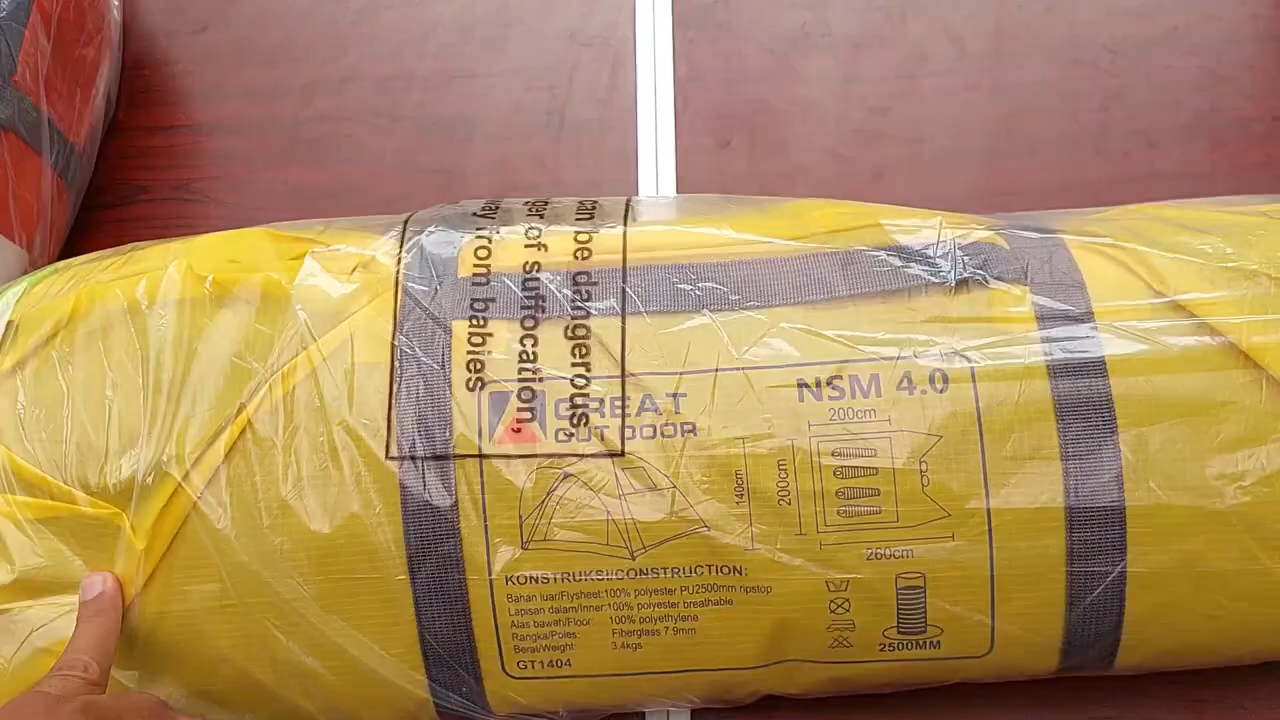 can be dangerous,
ger of suffocation,
way from babies
GREAT
OUTDOOR
NSM 4.0
200cm
140cm
200cm
260cm
KONSTRUKSI/CONSTRUCTION:
Bahan luar/Flysheet:100% polyester PU2500mm ripstop
Lapisan dalam/Inner:100% polyester breathable
Alas bawah/Floor: 100% polyethylene
Rangka/Poles: Fiberglass 7.9mm
Berat/Weight: 3.4kgs
GT1404
2500MM